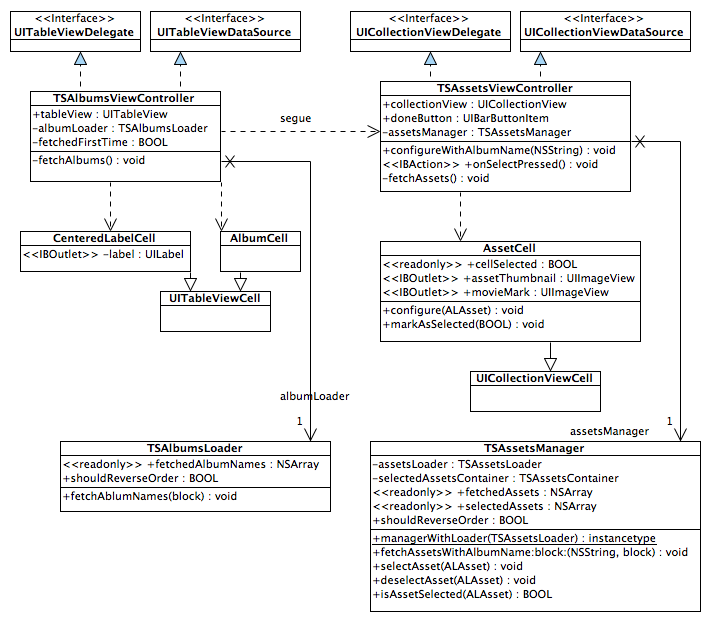 <<Interface>>
UITableViewDelegate
<<Interface>>
UITableViewDataSource
<<Interface>>
UICollectionViewDelegate
<<Interface>>
UICollectionViewDataSource
TSAlbumsViewController
+tableView : UITableView
-albumLoader : TSAlbumsLoader
-fetchedFirstTime : BOOL
-fetchAlbums() : void
segue
TSAssetsViewController
+collectionView : UICollectionView
+doneButton : UIBarButtonItem
-assetsManager : TSAssetsManager
+configureWithAlbumName(NSString) : void
<<IBAction>> +onSelectPressed() : void
-fetchAssets() : void
CenteredLabelCell
<<IBOutlet>> -label : UILabel
AlbumCell
UITableViewCell
AssetCell
<<readonly>> +cellSelected : BOOL
<<IBOutlet>> +assetThumbnail : UIImageView
<<IBOutlet>> +movieMark : UIImageView
+configure(ALAsset) : void
+markAsSelected(BOOL) : void
UICollectionViewCell
albumLoader
1
assetsManager
1
TSAlbumsLoader
<<readonly>> +fetchedAlbumNames : NSArray
+shouldReverseOrder : BOOL
+fetchAblumNames(block) : void
TSAssetsManager
-assetsLoader : TSAssetsLoader
-selectedAssetsContainer : TSAssetsContainer
<<readonly>> +fetchedAssets : NSArray
<<readonly>> +selectedAssets : NSArray
+shouldReverseOrder : BOOL
+managerWithLoader(TSAssetsLoader) : instancetype
+fetchAssetsWithAlbumName:block:(NSString, block) : void
+selectAsset(ALAsset) : void
+deselectAsset(ALAsset) : void
+isAssetSelected(ALAsset) : BOOL